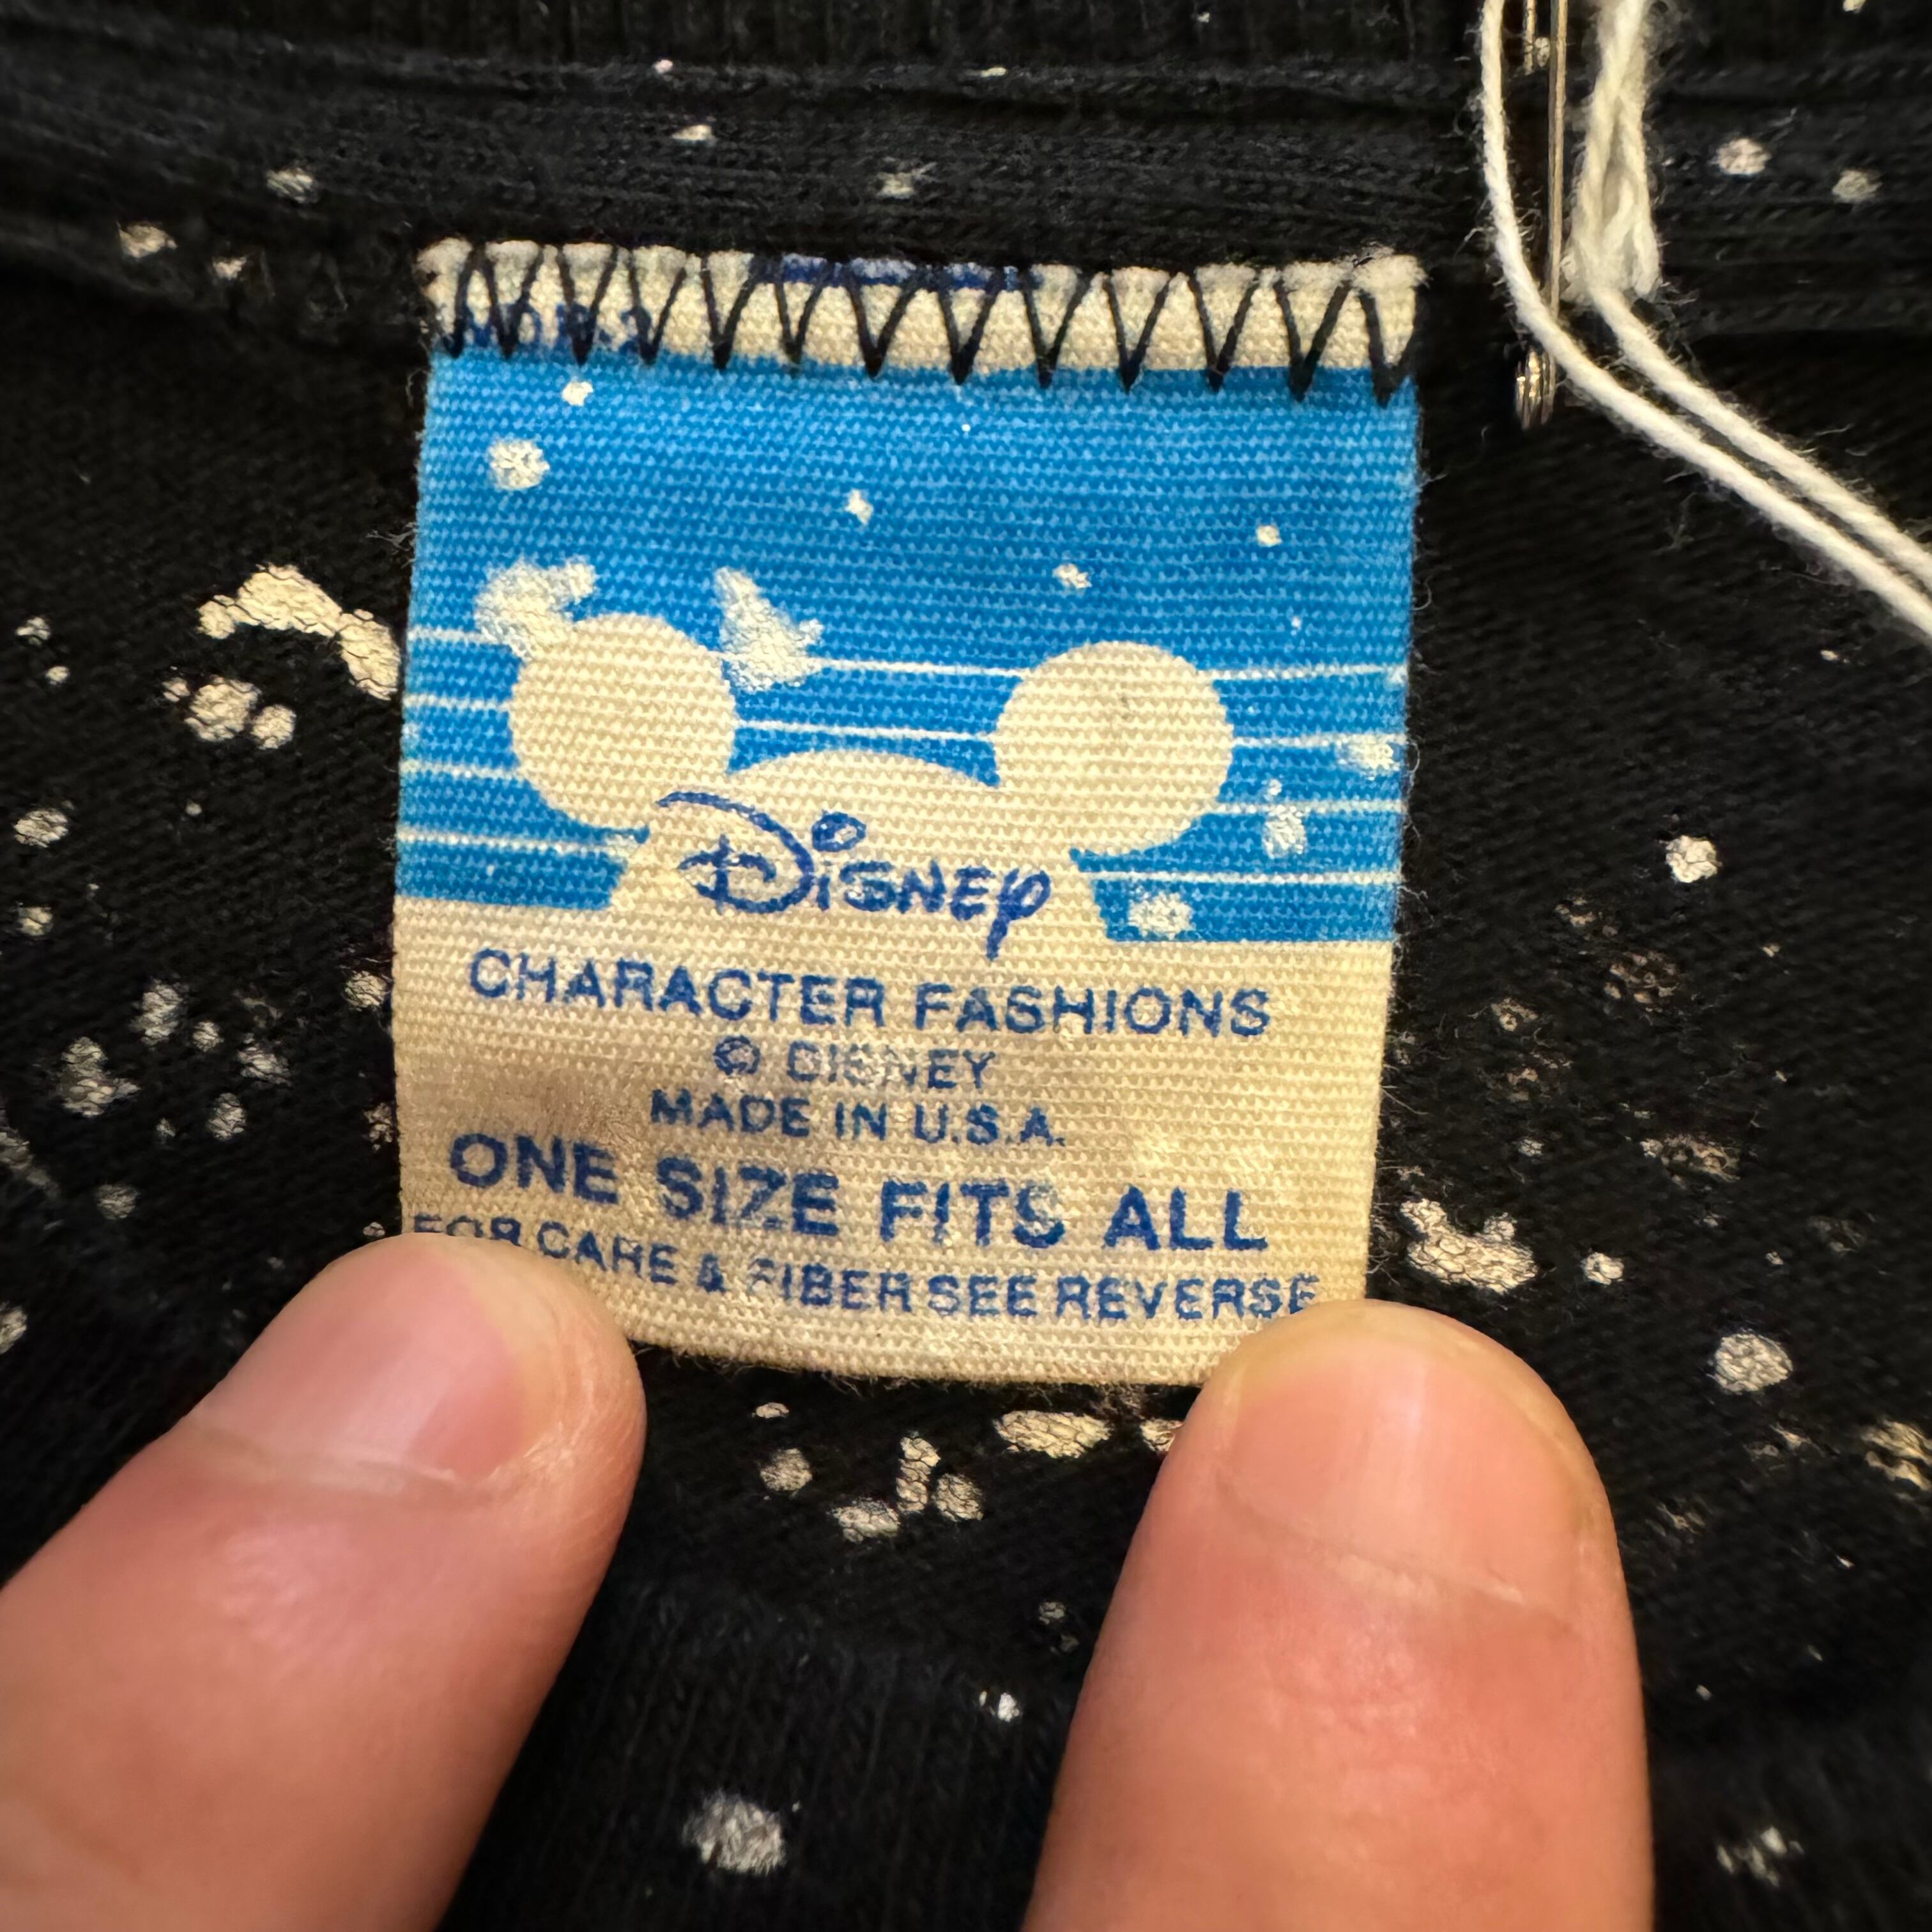 Disney
CHARACTER FASHIONS
© DISNEY
MADE IN U.S.A.
ONE SIZE FITS ALL
FOR CARE & FIBER SEE REVERSE